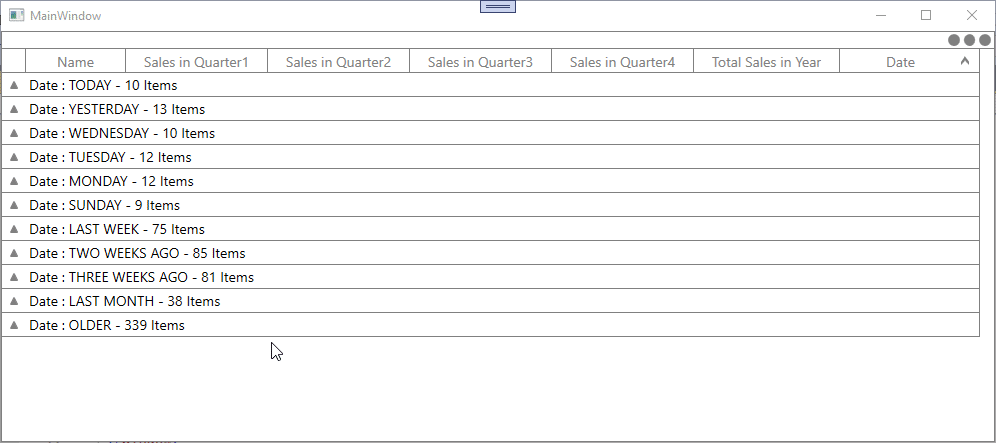 MainWindow
Name Sales in Quarter1 Sales in Quarter2 Sales in Quarter3 Sales in Quarter4 Total Sales in Year Date
Date : TODAY - 10 Items
Date : YESTERDAY - 13 Items
Date : WEDNESDAY - 10 Items
Date : TUESDAY - 12 Items
Date : MONDAY - 12 Items
Date : SUNDAY - 9 Items
Date : LAST WEEK - 75 Items
Date : TWO WEEKS AGO - 85 Items
Date : THREE WEEKS AGO - 81 Items
Date : LAST MONTH - 38 Items
Date : OLDER - 339 Items